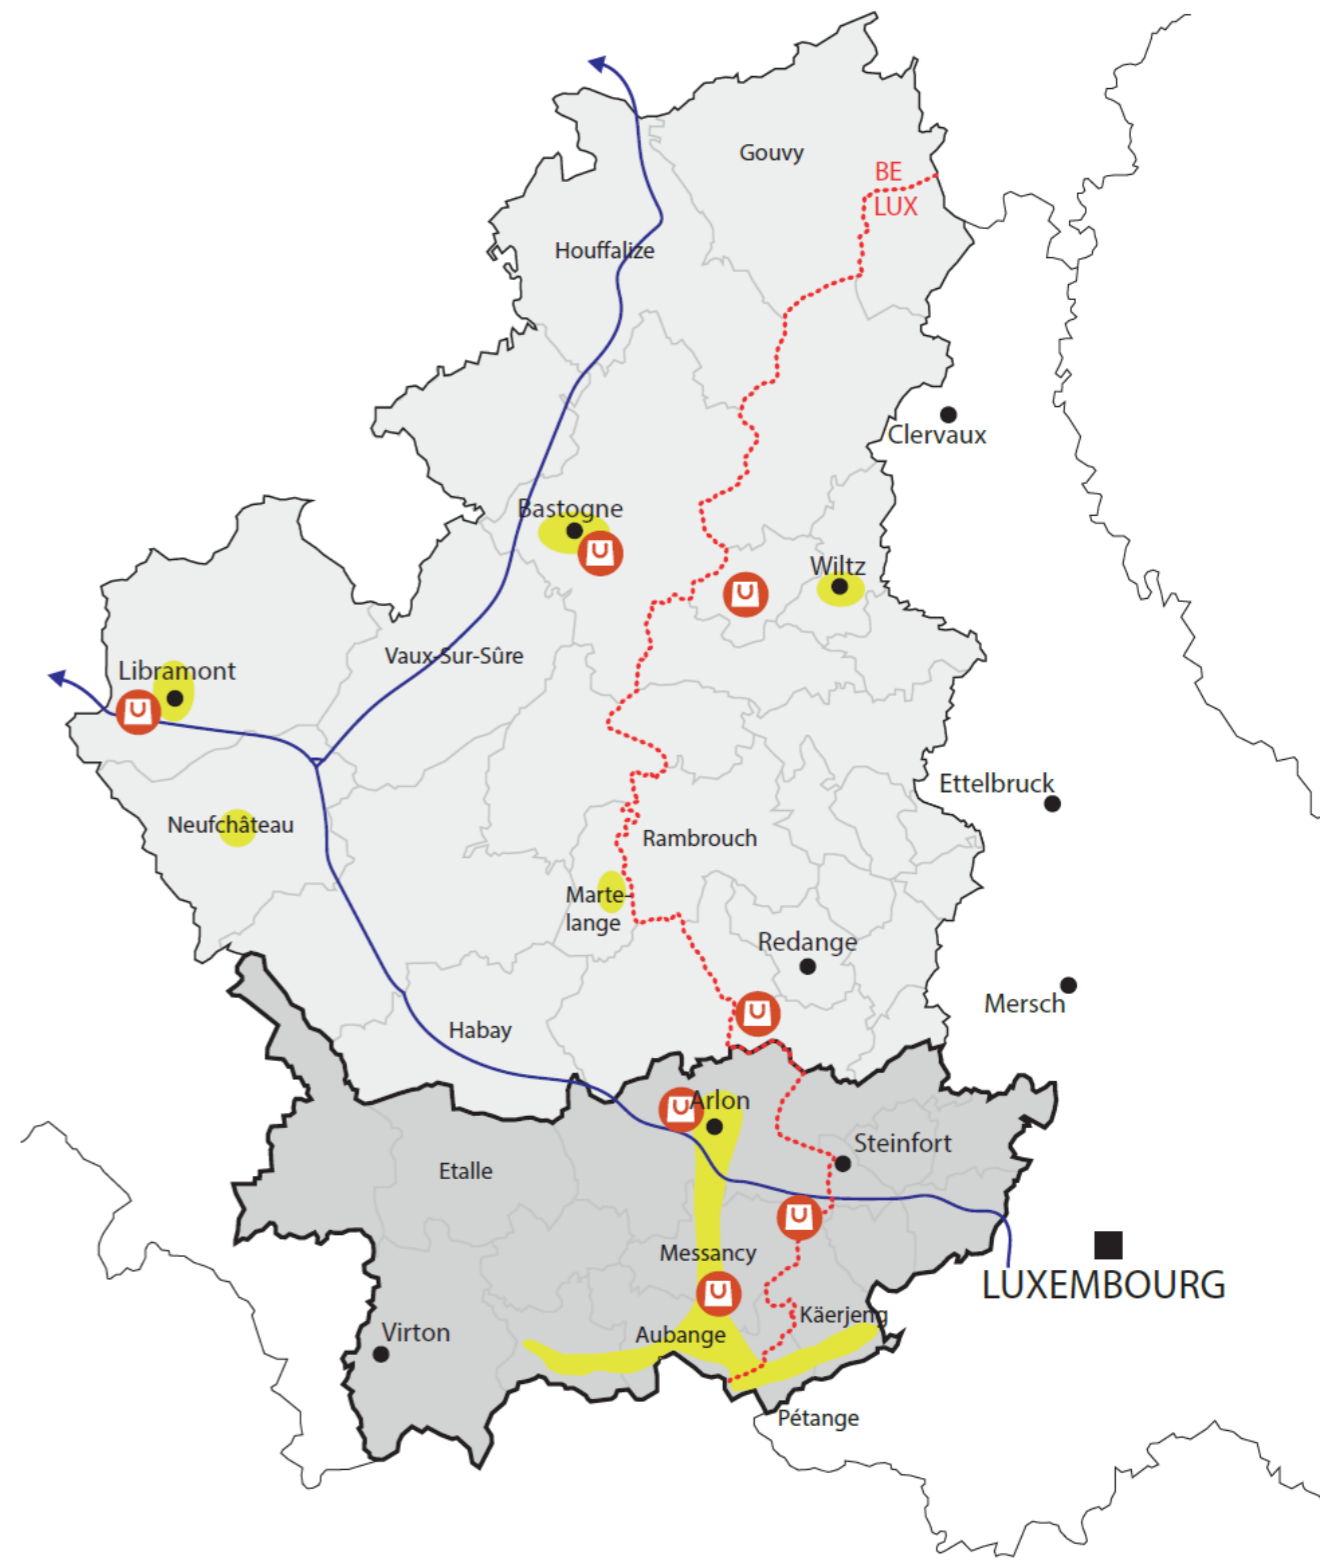 Gouvy
BE
LUX
Houffalize
Clervaux
Bastogne
Wiltz
Vaux-Sur-Sûre
Libramont
Ettelbruck
Neufchâteau
Rambrouch
Marte-
lange
Redange
Mersch
Habay
Arlon
Steinfort
Etalle
Messancy
LUXEMBOURG
Käerjeng
Virton
Aubange
Pétange